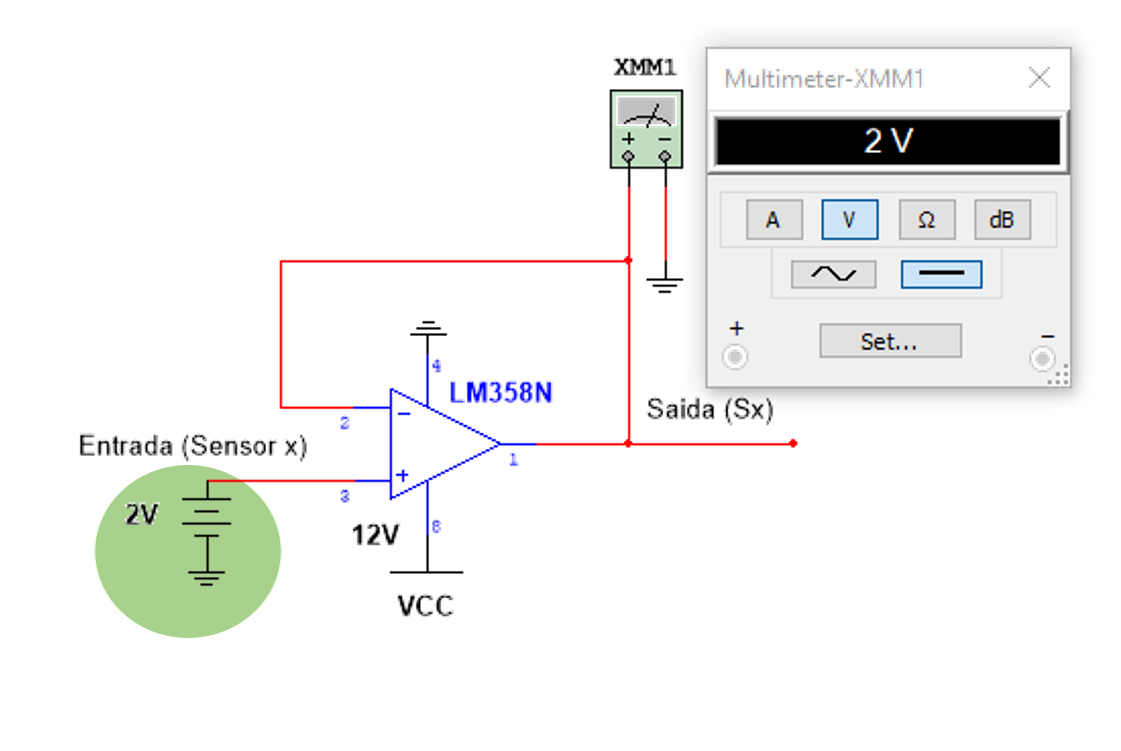 XMM1
Multimeter-XMM1
2 V
A
V
Ω
dB
+
−
Set...
+
−
4
LM358N
2
−
Saida (Sx)
Entrada (Sensor x)
1
3
+
2V
12V
8
VCC